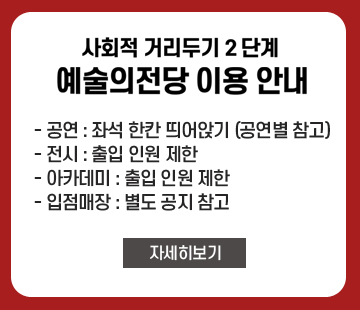 사회적 거리두기 2 단계
예술의전당 이용 안내
- 공연 : 좌석 한칸 띄어앉기 (공연별 참고)
- 전시 : 출입 인원 제한
- 아카데미 : 출입 인원 제한
- 입점매장 : 별도 공지 참고
자세히보기